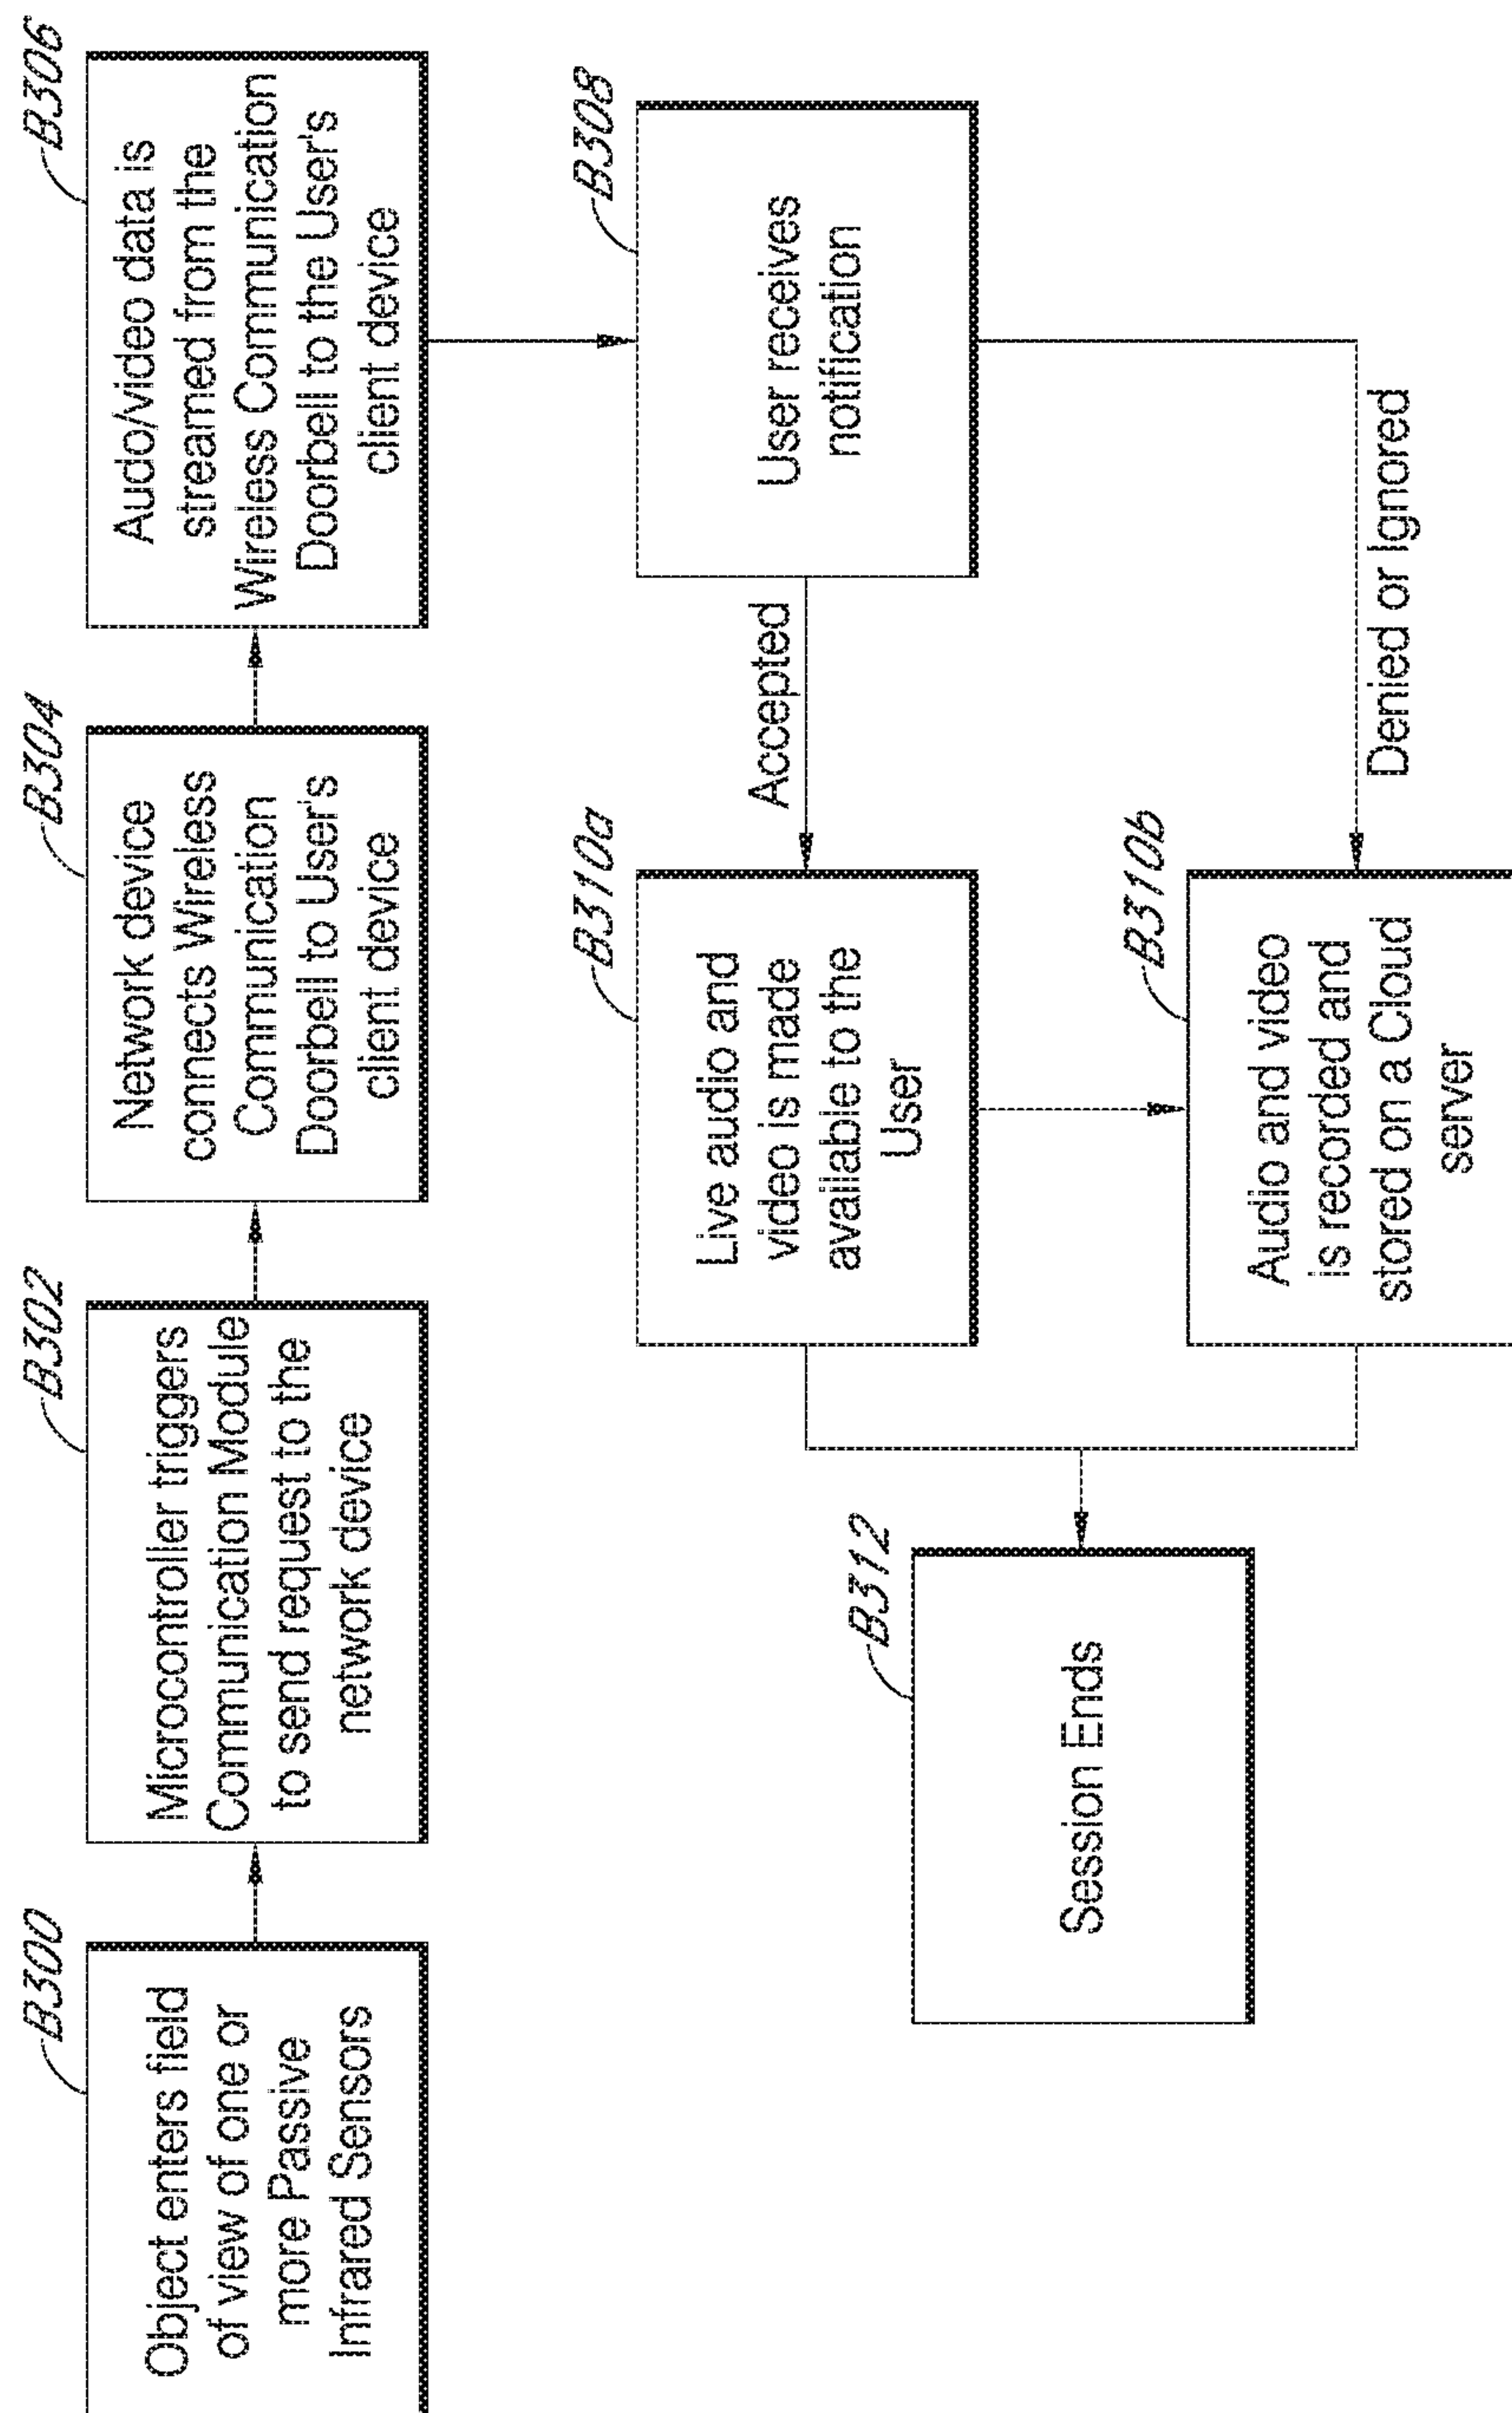 B300
Object enters field
of view of one or
more Passive
Infrared Sensors
B302
Microcontroller triggers
Communication Module
to send request to the
network device
B304
Network device
connects Wireless
Communication
Doorbell to User's
client device
B306
Audo/video data is
streamed from the
Wireless Communication
Doorbell to the User's
client device
B308
User receives
notification
Accepted
B310a
Live audio and
video is made
available to the
User
Denied or Ignored
B310b
Audio and video
is recorded and
stored on a Cloud
server
B312
Session Ends